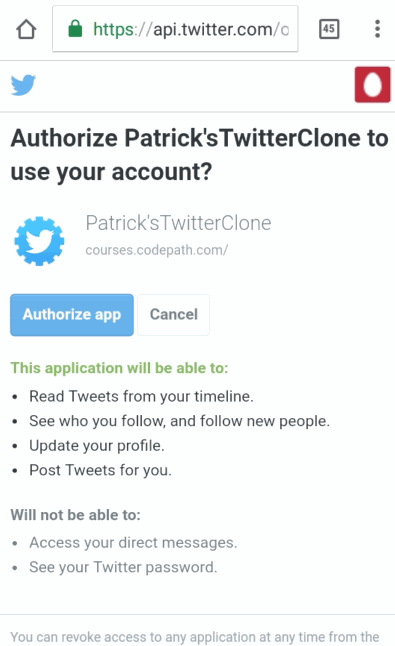 https://api.twitter.com/o
45
Authorize Patrick'sTwitterClone to
use your account?
Patrick'sTwitterClone
courses.codepath.com/
Authorize app
Cancel
This application will be able to:
• Read Tweets from your timeline.
• See who you follow, and follow new people.
• Update your profile.
• Post Tweets for you.
Will not be able to:
• Access your direct messages.
• See your Twitter password.
You can revoke access to any application at any time from the